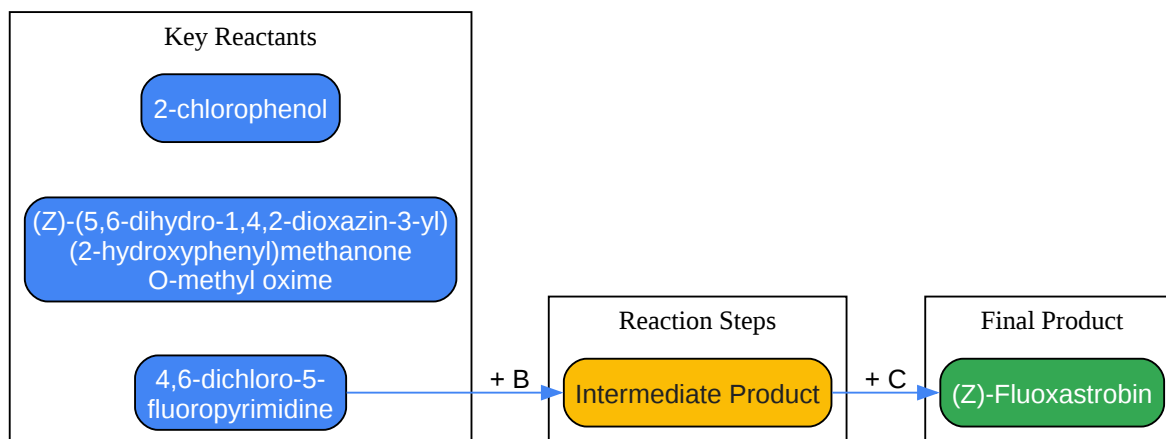 Key Reactants
2-chlorophenol
(Z)-(5,6-dihydro-1,4,2-dioxazin-3-yl)
(2-hydroxyphenyl)methanone
O-methyl oxime
4,6-dichloro-5-
fluoropyrimidine
+ B
Reaction Steps
Intermediate Product
+ C
Final Product
(Z)-Fluoxastrobin